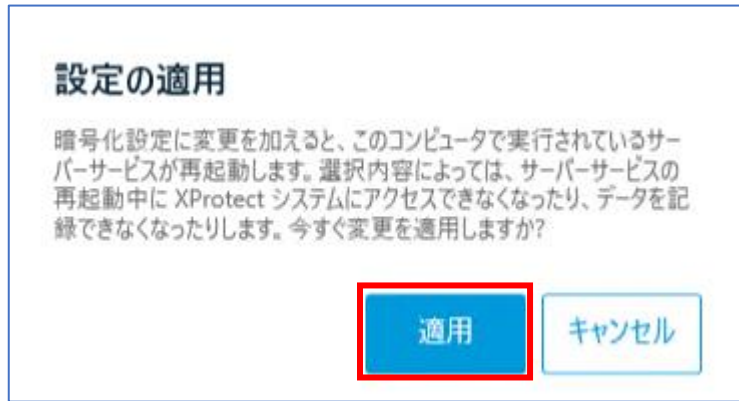 設定の適用
暗号化設定に変更を加えると、このコンピュータで実行されているサー
バーサービスが再起動します。選択内容によっては、サーバーサービスの
再起動中に XProtect システムにアクセスできなくなったり、データを記
録できなくなったりします。今すぐ変更を適用しますか?
適用
キャンセル